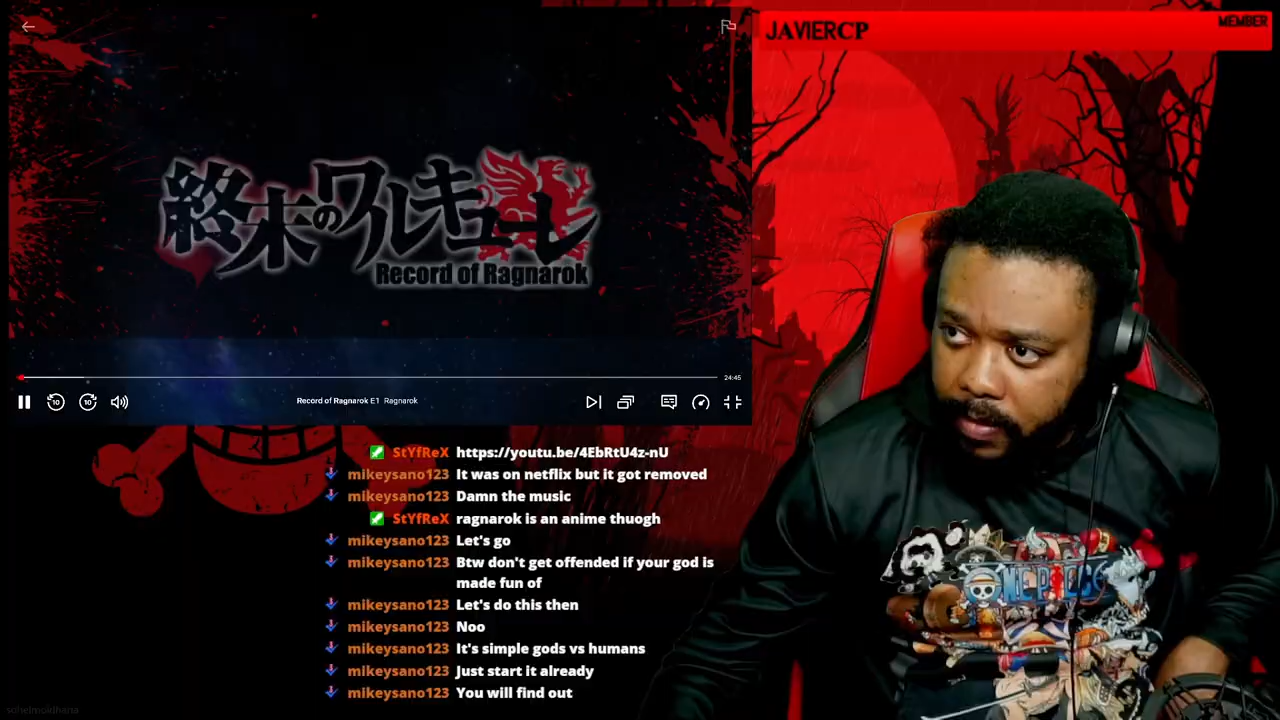 JAVIERCP
MEMBER
終末のワルキューレ
Record of Ragnarok
24:45
10
10
Record of Ragnarok E1 Ragnarok
StYfReX https://youtu.be/4EbRtU4z-nU
mikeysano123 It was on netflix but it got removed
mikeysano123 Damn the music
StYfReX ragnarok is an anime thuogh
mikeysano123 Let's go
mikeysano123 Btw don't get offended if your god is
made fun of
mikeysano123 Let's do this then
mikeysano123 Noo
mikeysano123 It's simple gods vs humans
mikeysano123 Just start it already
mikeysano123 You will find out
ONE PIECE
soheimokdhana